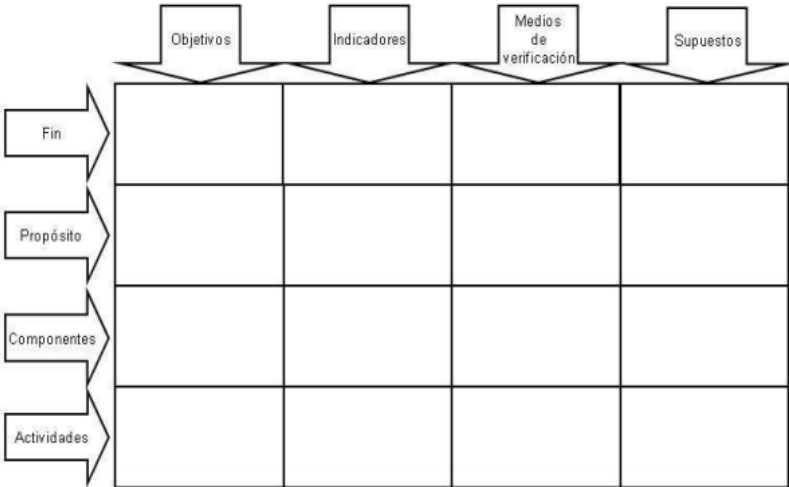 Objetivos
Indicadores
Medios
de
verificación
Supuestos
Fin
Propósito
Componentes
Actividades